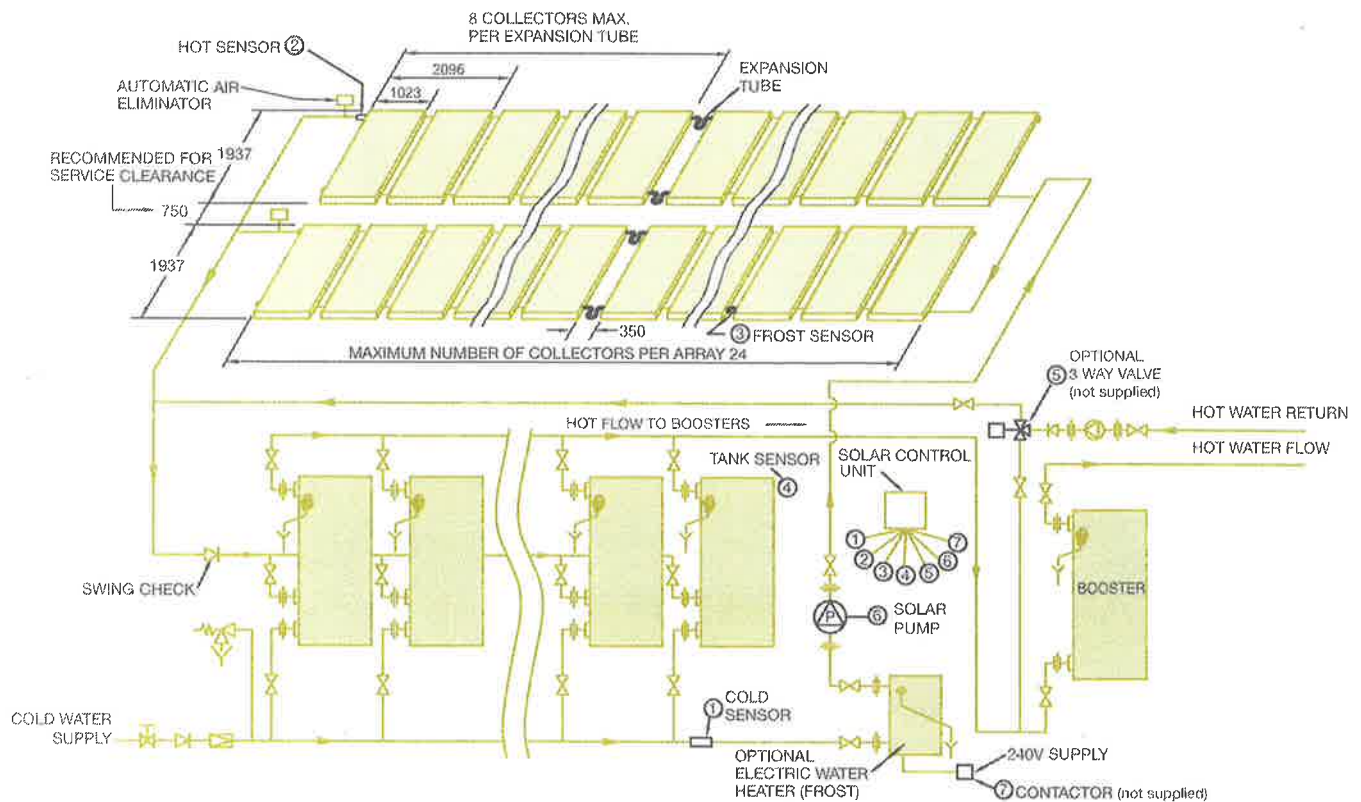 8 COLLECTORS MAX.
PER EXPANSION TUBE
HOT SENSOR ②
2096
EXPANSION
TUBE
AUTOMATIC AIR
ELIMINATOR
1023
RECOMMENDED FOR
SERVICE CLEARANCE
1937
750
1937
350
③ FROST SENSOR
MAXIMUM NUMBER OF COLLECTORS PER ARRAY 24
OPTIONAL
⑤ 3 WAY VALVE
(not supplied)
HOT WATER RETURN
HOT FLOW TO BOOSTERS
HOT WATER FLOW
TANK SENSOR
④
SOLAR CONTROL
UNIT
① ② ③ ④ ⑤ ⑥ ⑦
SWING CHECK
BOOSTER
P
⑥ SOLAR
PUMP
COLD WATER
SUPPLY
① COLD
SENSOR
OPTIONAL
ELECTRIC WATER
HEATER (FROST)
240V SUPPLY
⑦ CONTACTOR (not supplied)